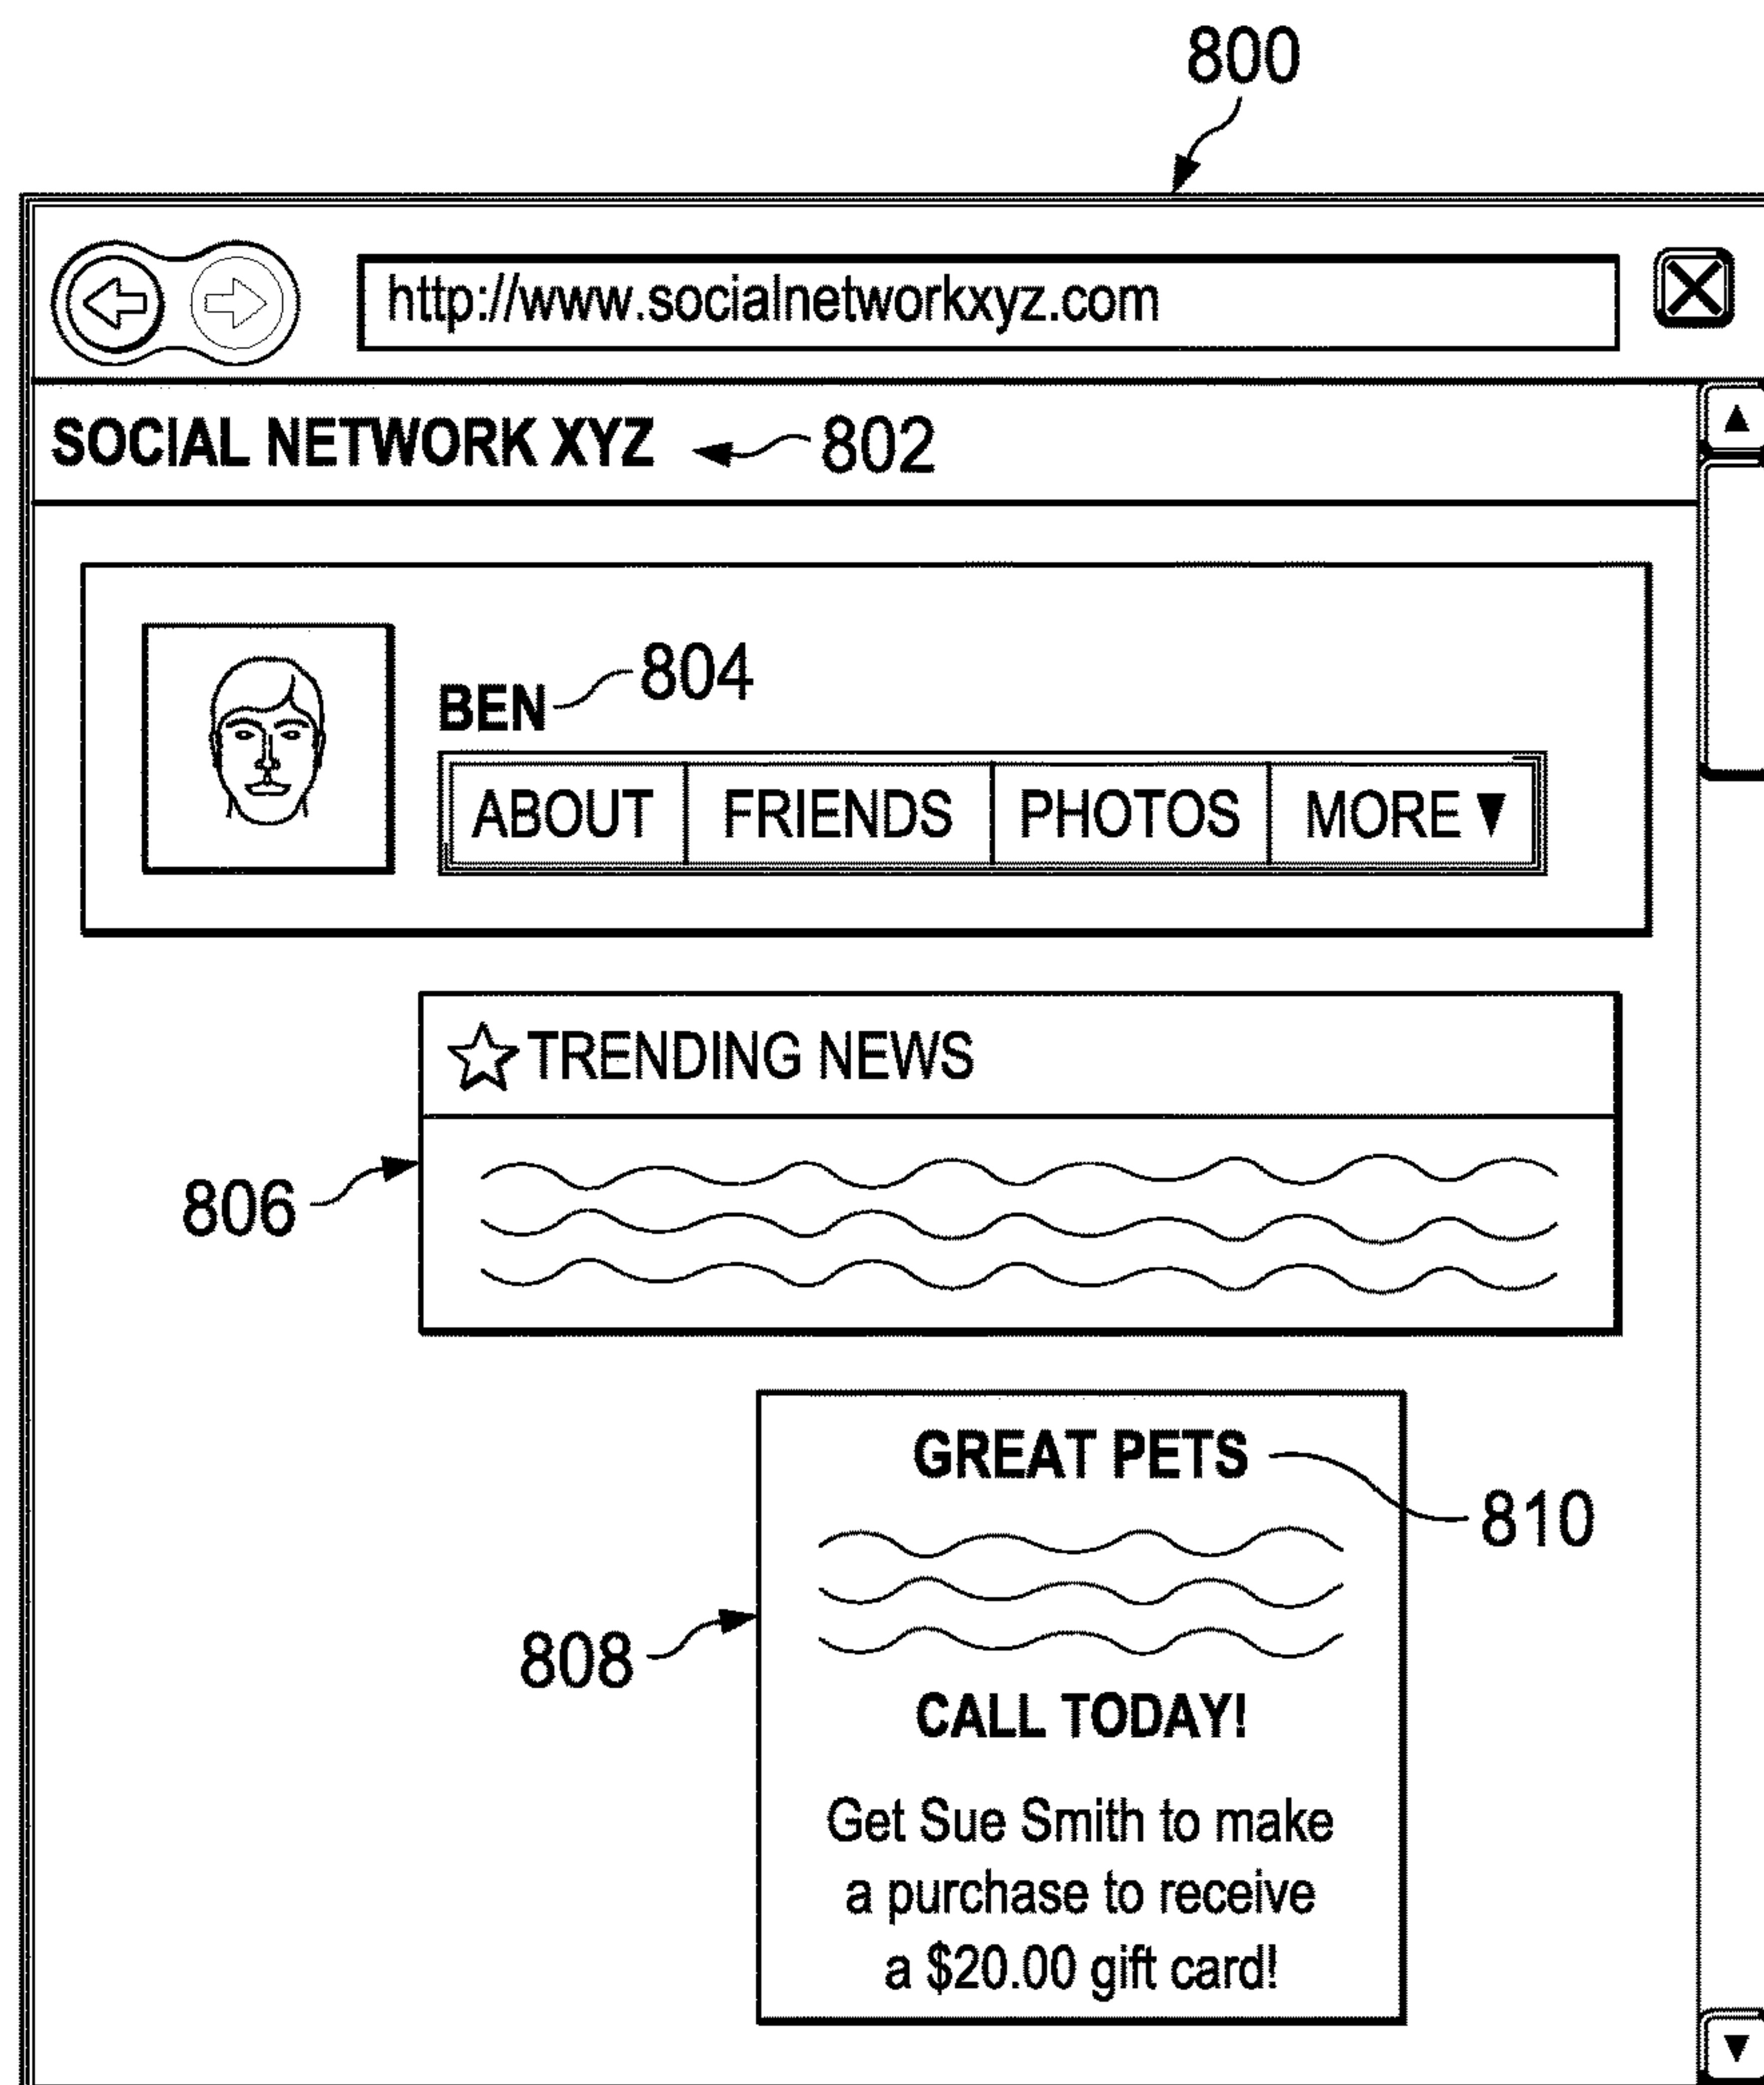 800
http://www.socialnetworkxyz.com
SOCIAL NETWORK XYZ 802
804
BEN
ABOUT FRIENDS PHOTOS MORE
TRENDING NEWS
806
GREAT PETS
810
808
CALL TODAY!
Get Sue Smith to make
a purchase to receive
a $20.00 gift card!